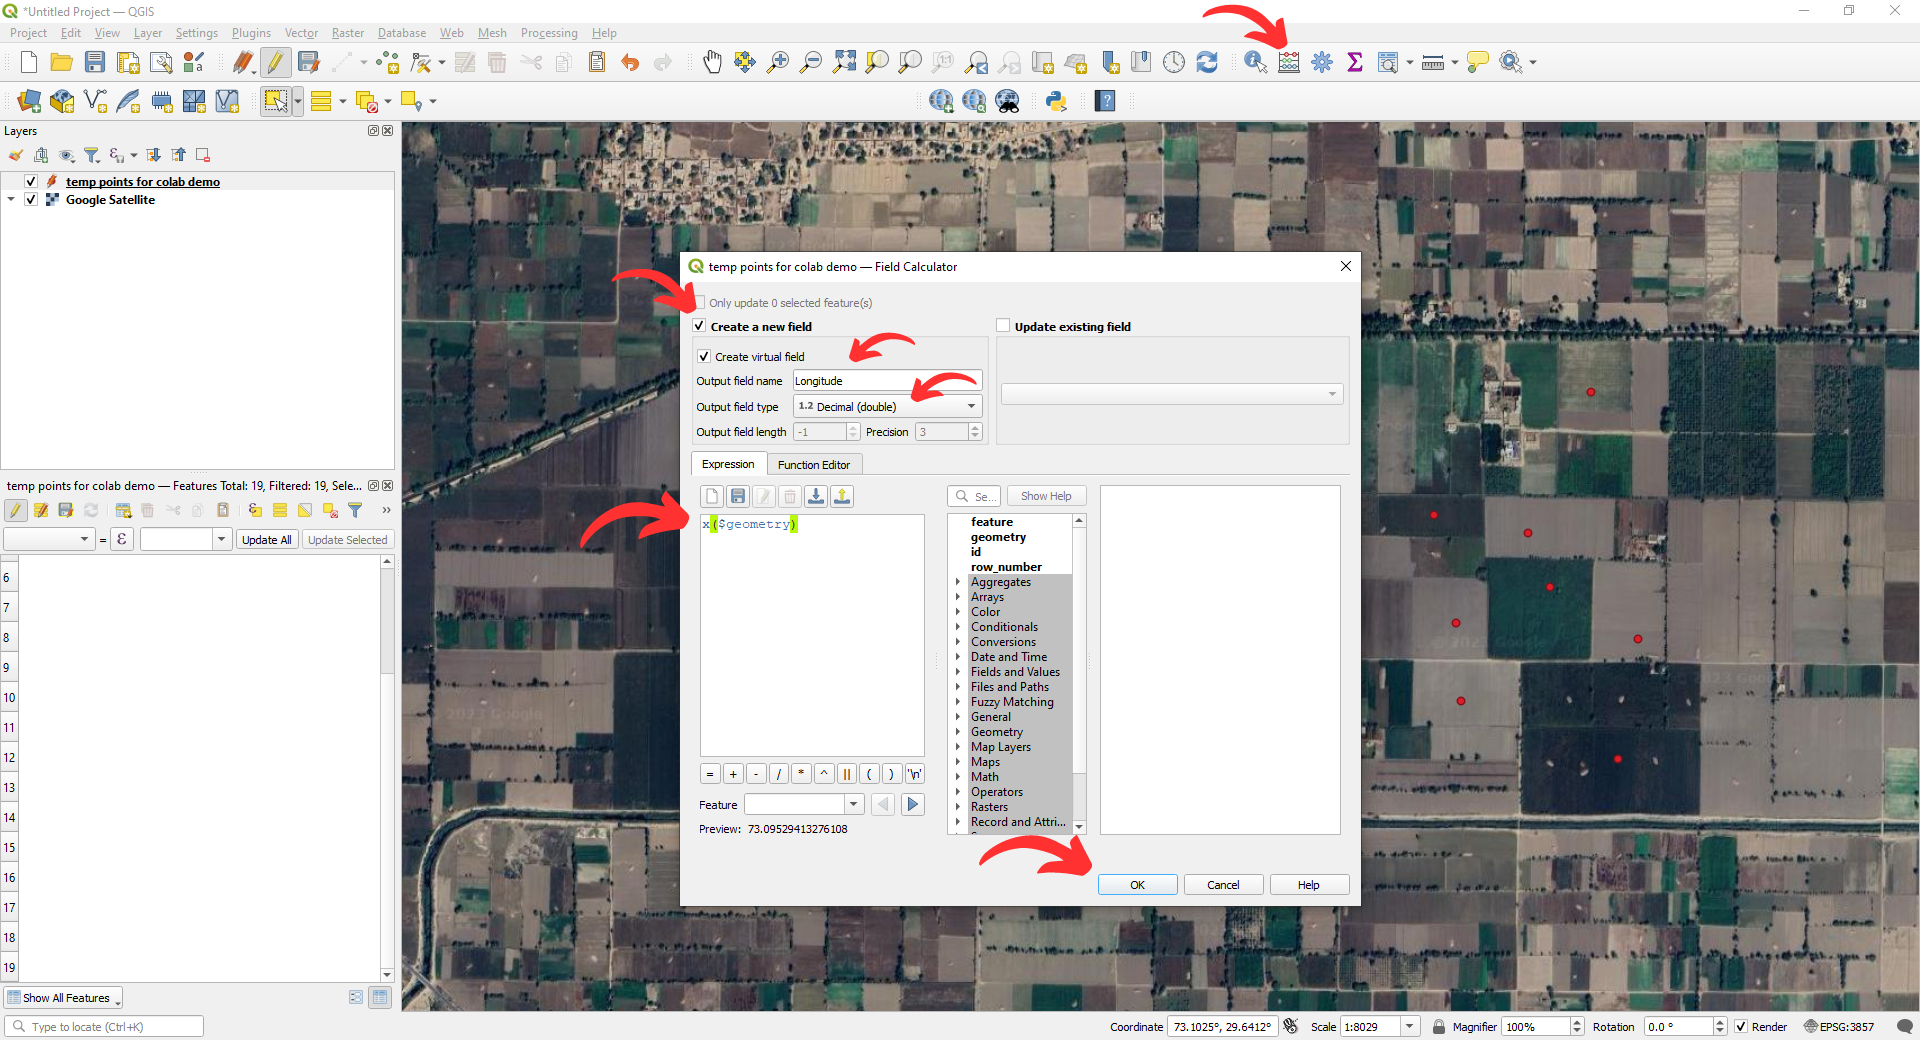 *Untitled Project — QGIS
Project Edit View Layer Settings Plugins Vector Raster Database Web Mesh Processing Help
Layers
temp points for colab demo
Google Satellite
temp points for colab demo — Features Total: 19, Filtered: 19, Sele...
= ε Update All Update Selected
6
7
8
9
10
11
12
13
14
15
16
17
18
19
Show All Features
Type to locate (Ctrl+K)
temp points for colab demo — Field Calculator
Only update 0 selected feature(s)
Create a new field
Update existing field
Create virtual field
Output field name Longitude
Output field type 1.2 Decimal (double)
Output field length -1 Precision 3
Expression Function Editor
Se... Show Help
x($geometry)
feature
geometry
id
row_number
Aggregates
Arrays
Color
Conditionals
Conversions
Date and Time
Fields and Values
Files and Paths
Fuzzy Matching
General
Geometry
Map Layers
Maps
Math
Operators
Rasters
Record and Attri...
= + - / * ^ || ( ) '\n'
Feature
Preview: 73.09529413276108
OK Cancel Help
Coordinate 73.1025°, 29.6412° Scale 1:8029 Magnifier 100% Rotation 0.0 ° Render EPSG:3857